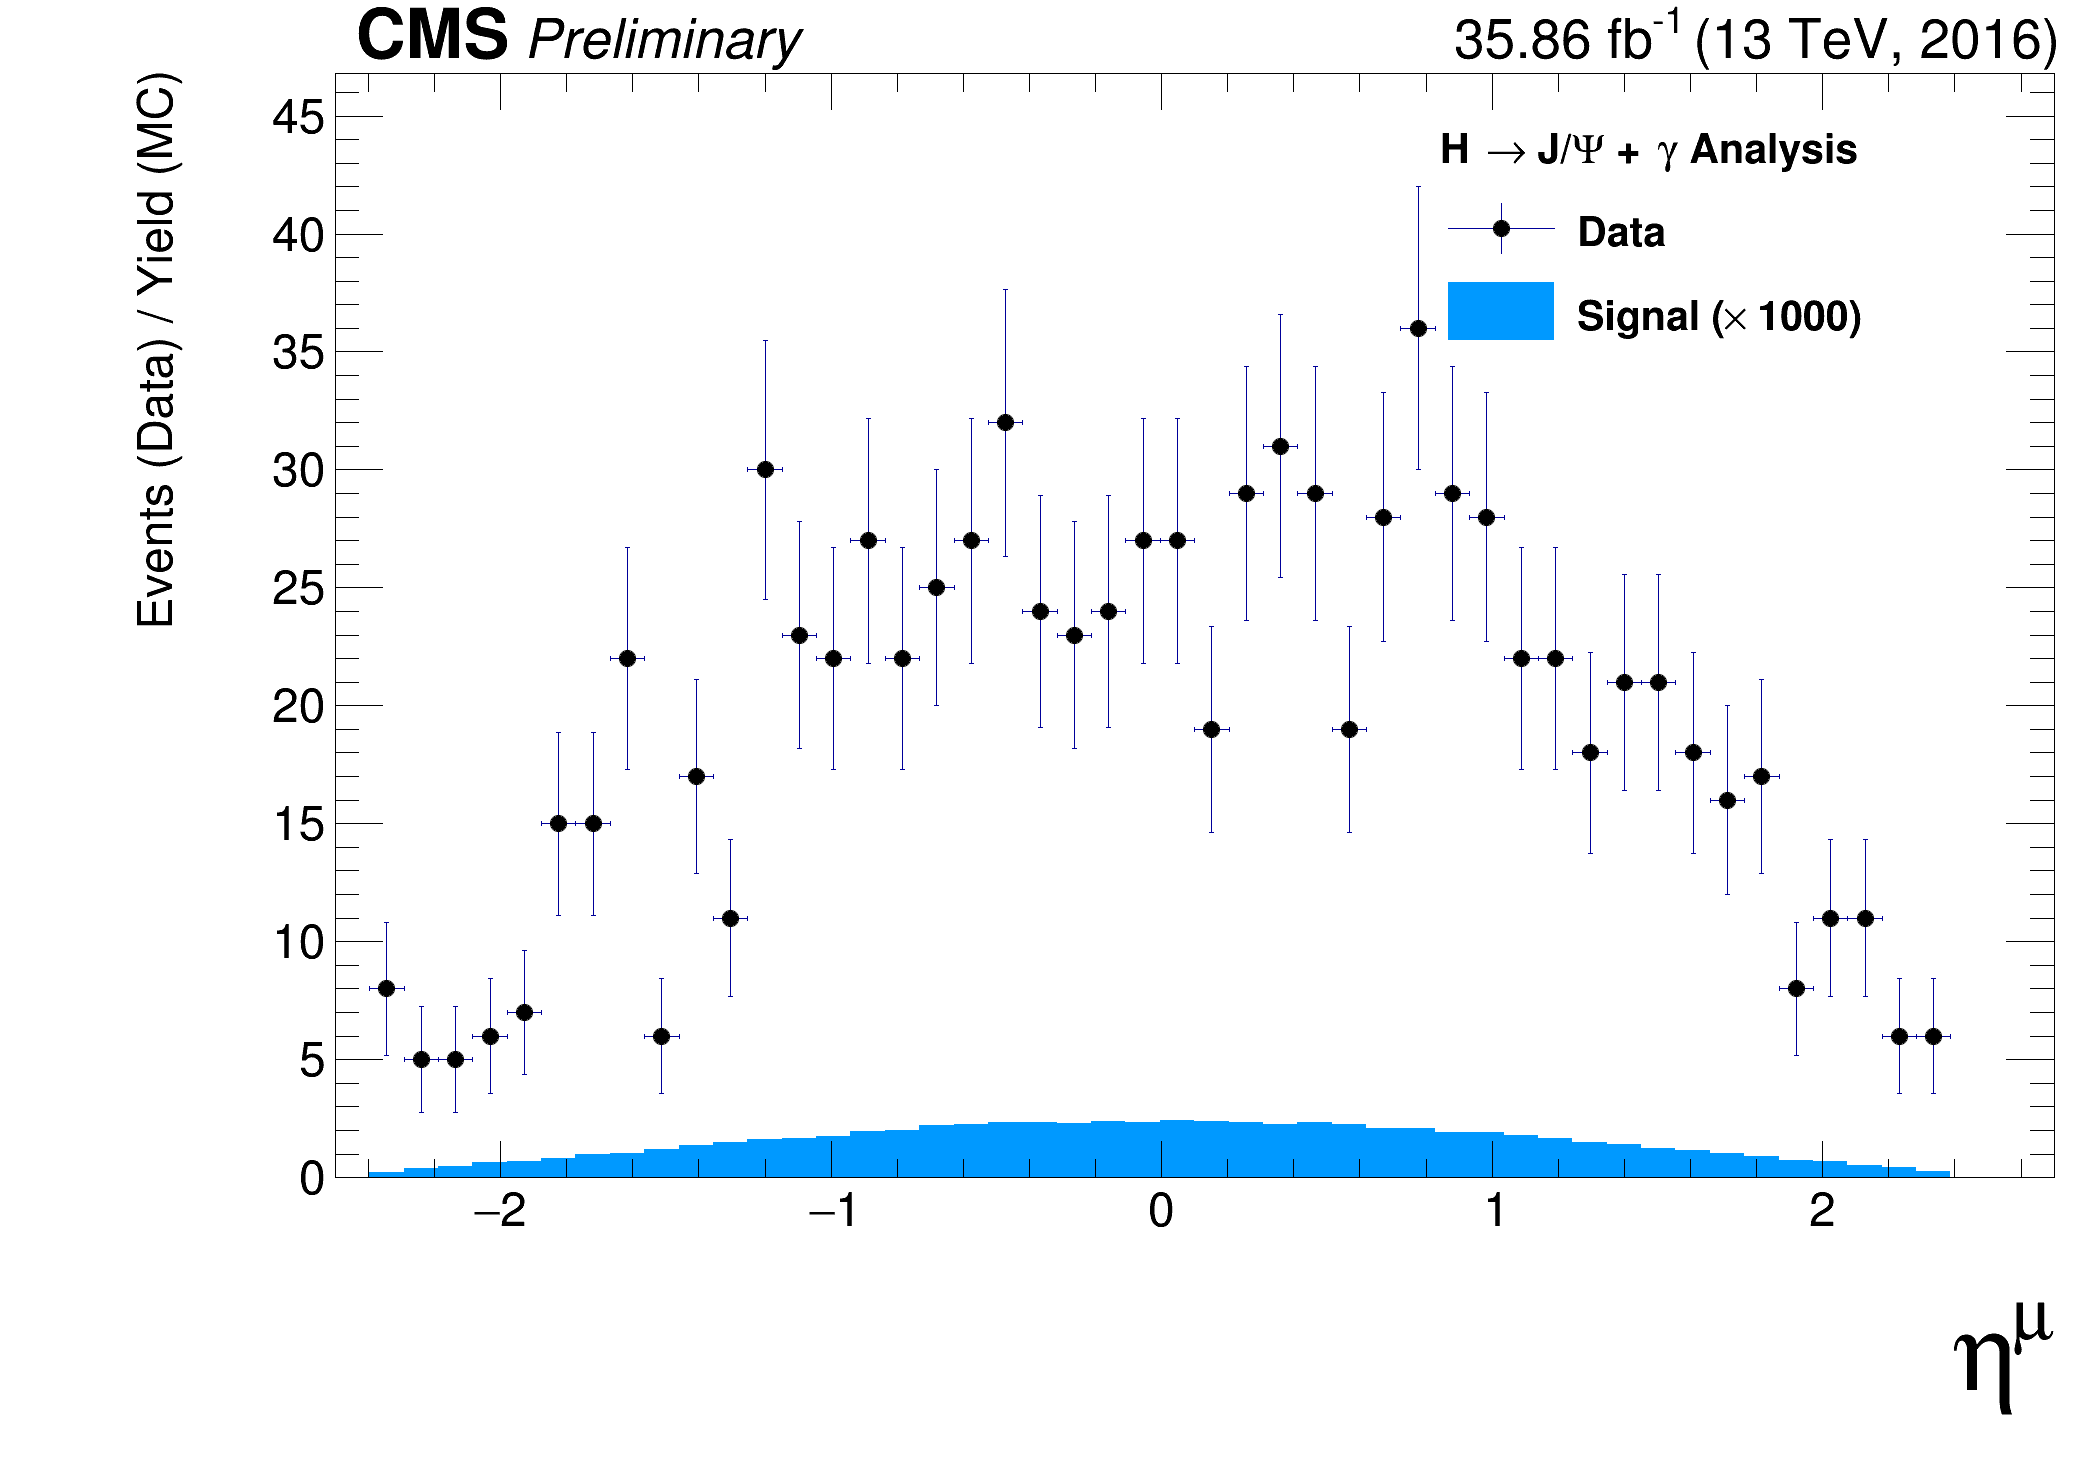 CMS Preliminary
35.86 fb-1 (13 TeV, 2016)
Events (Data) / Yield (MC)
H → J/Ψ + γ Analysis
Data
Signal (× 1000)
45
40
35
30
25
20
15
10
5
0
−2 −1 0 1 2
ημ